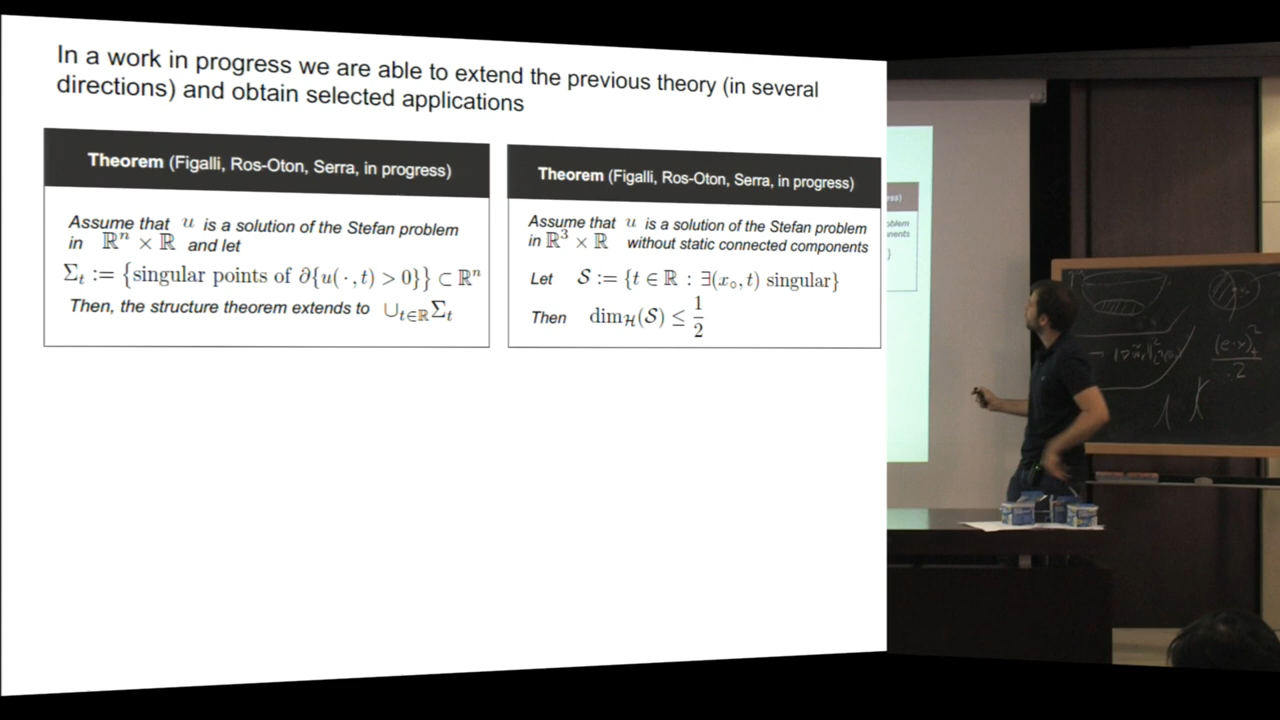 In a work in progress we are able to extend the previous theory (in several
directions) and obtain selected applications
Theorem (Figalli, Ros-Oton, Serra, in progress)
Assume that u is a solution of the Stefan problem
in ℝⁿ × ℝ and let
Σₜ := {singular points of ∂{u(·,t) > 0}} ⊂ ℝⁿ
Then, the structure theorem extends to ∪ₜ∈ℝ Σₜ
Theorem (Figalli, Ros-Oton, Serra, in progress)
Assume that u is a solution of the Stefan problem
in ℝ³ × ℝ without static connected components
Let 𝒮 := {t ∈ ℝ : ∃(x₀,t) singular}
Then dim_ℋ(𝒮) ≤ 1/2
oblem
nents
(e·x)₊²
2